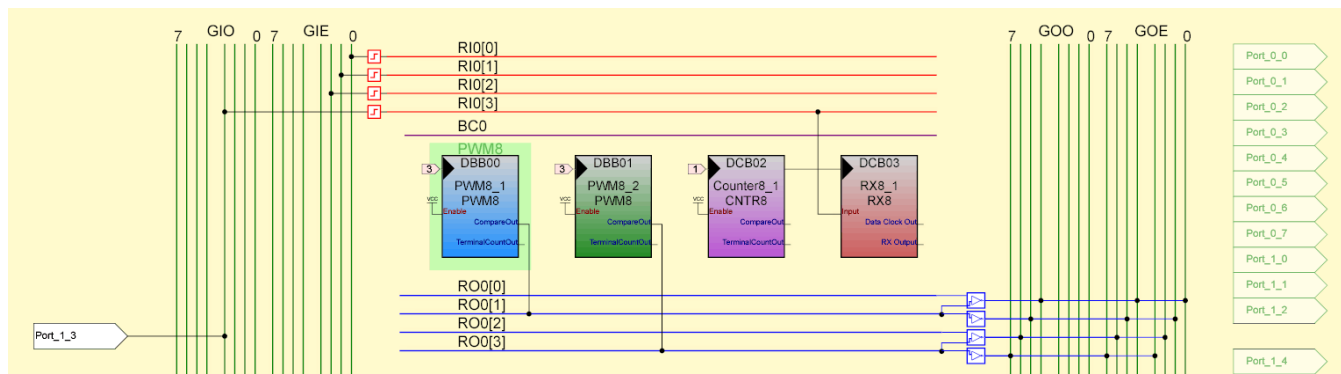 7 GIO 0 7 GIE 0
RI0[0]
RI0[1]
RI0[2]
RI0[3]
BC0
PWM8
3 DBB00
PWM8_1
PWM8
vcc
Enable
CompareOut
TerminalCountOut
3 DBB01
PWM8_2
PWM8
vcc
Enable
CompareOut
TerminalCountOut
1 DCB02
Counter8_1
CNTR8
vcc
Enable
CompareOut
TerminalCountOut
DCB03
RX8_1
RX8
Input
Data Clock Out
RX Output
RO0[0]
RO0[1]
RO0[2]
RO0[3]
Port_1_3
7 GOO 0 7 GOE 0
Port_0_0
Port_0_1
Port_0_2
Port_0_3
Port_0_4
Port_0_5
Port_0_6
Port_0_7
Port_1_0
Port_1_1
Port_1_2
Port_1_4